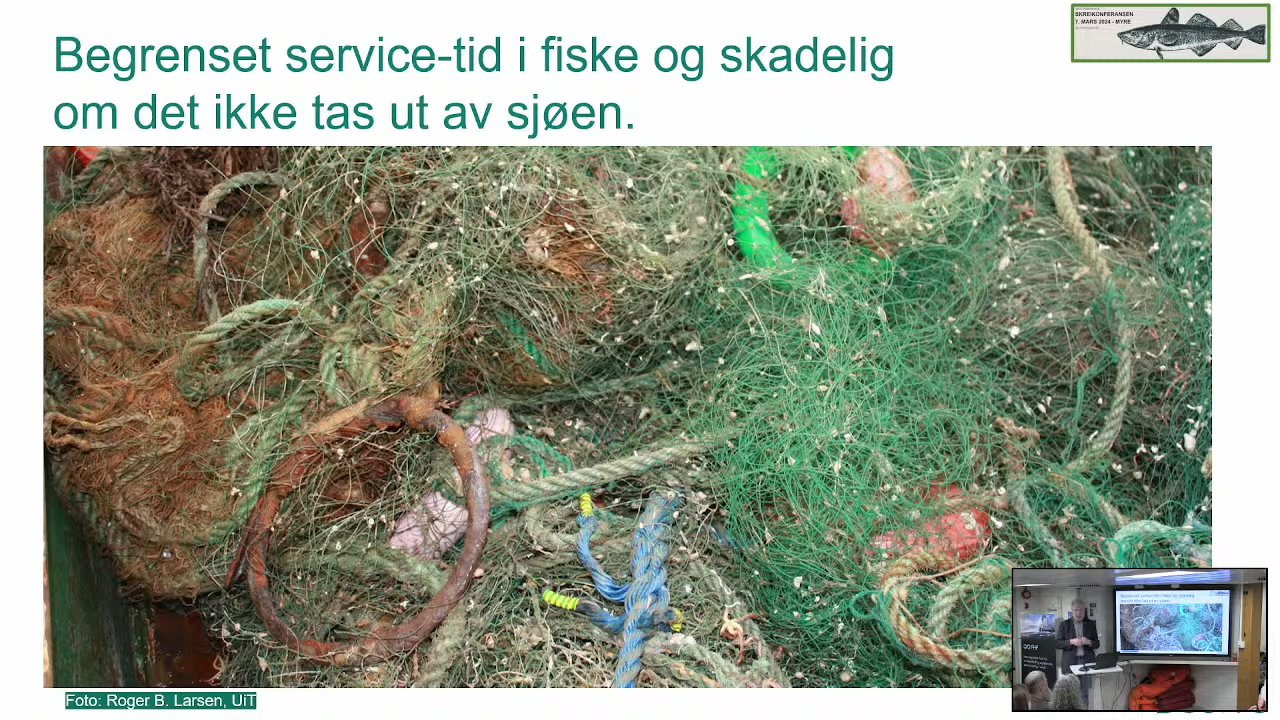 Begrenset service-tid i fiske og skadelig
om det ikke tas ut av sjøen.
SKREIKONFERANSEN
7. MARS 2024 - MYRE
Foto: Roger B. Larsen, UiT